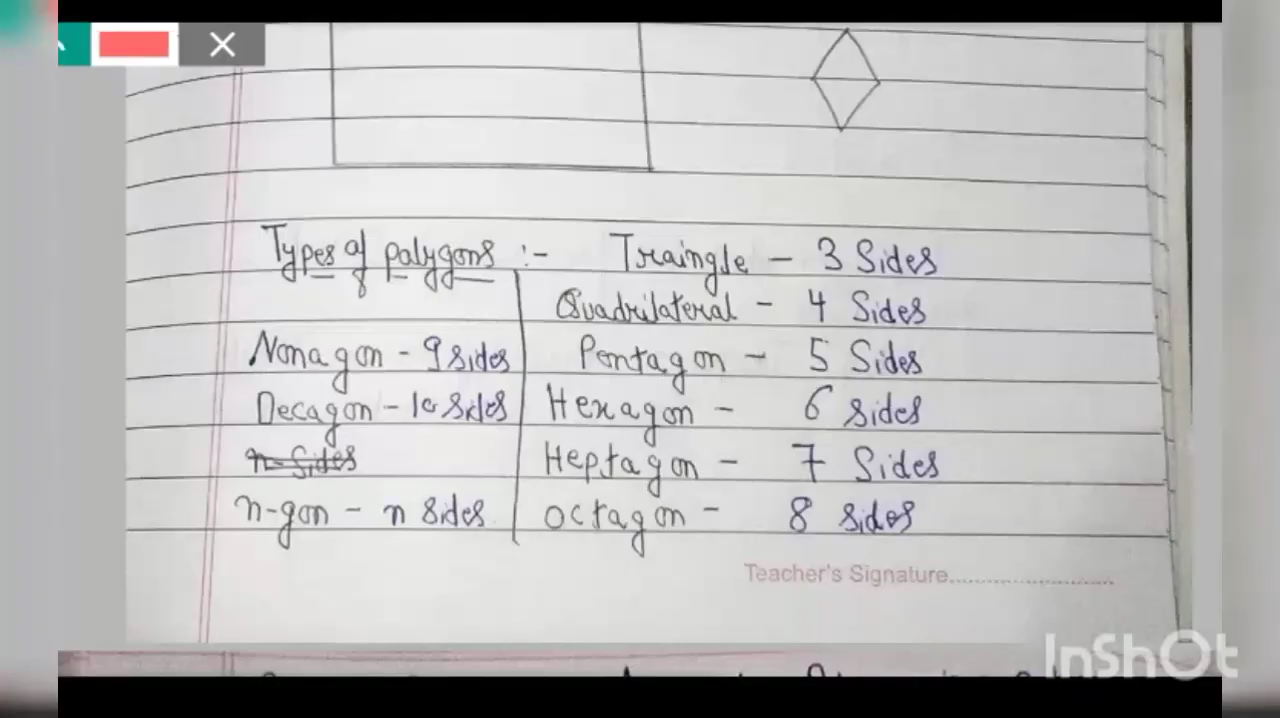 Types of polygons :- Traingle - 3 Sides
Quadrilateral - 4 Sides
Nonagon - 9 sides Pentagon - 5 Sides
Decagon - 10 sides Hexagon - 6 sides
n-Sides Heptagon - 7 Sides
n-gon - n sides octagon - 8 sides
Teacher's Signature..............................
InShOt